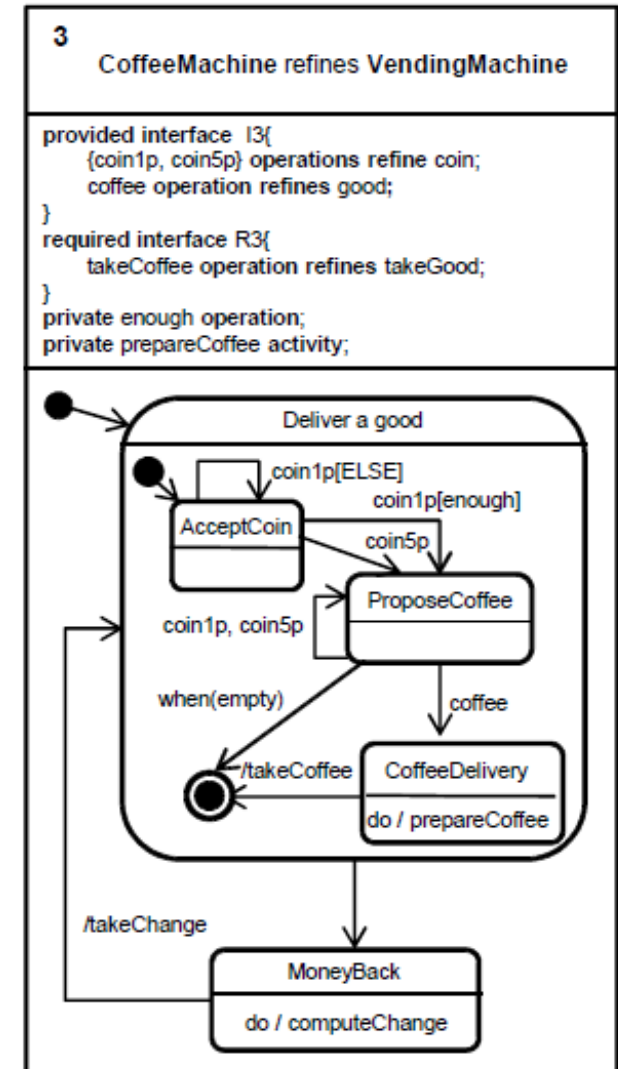 3
CoffeeMachine refines VendingMachine
provided interface I3{
{coin1p, coin5p} operations refine coin;
coffee operation refines good;
}
required interface R3{
takeCoffee operation refines takeGood;
}
private enough operation;
private prepareCoffee activity;
Deliver a good
coin1p[ELSE]
coin1p[enough]
AcceptCoin
coin5p
ProposeCoffee
coin1p, coin5p
when(empty)
coffee
/takeCoffee
CoffeeDelivery
do / prepareCoffee
/takeChange
MoneyBack
do / computeChange